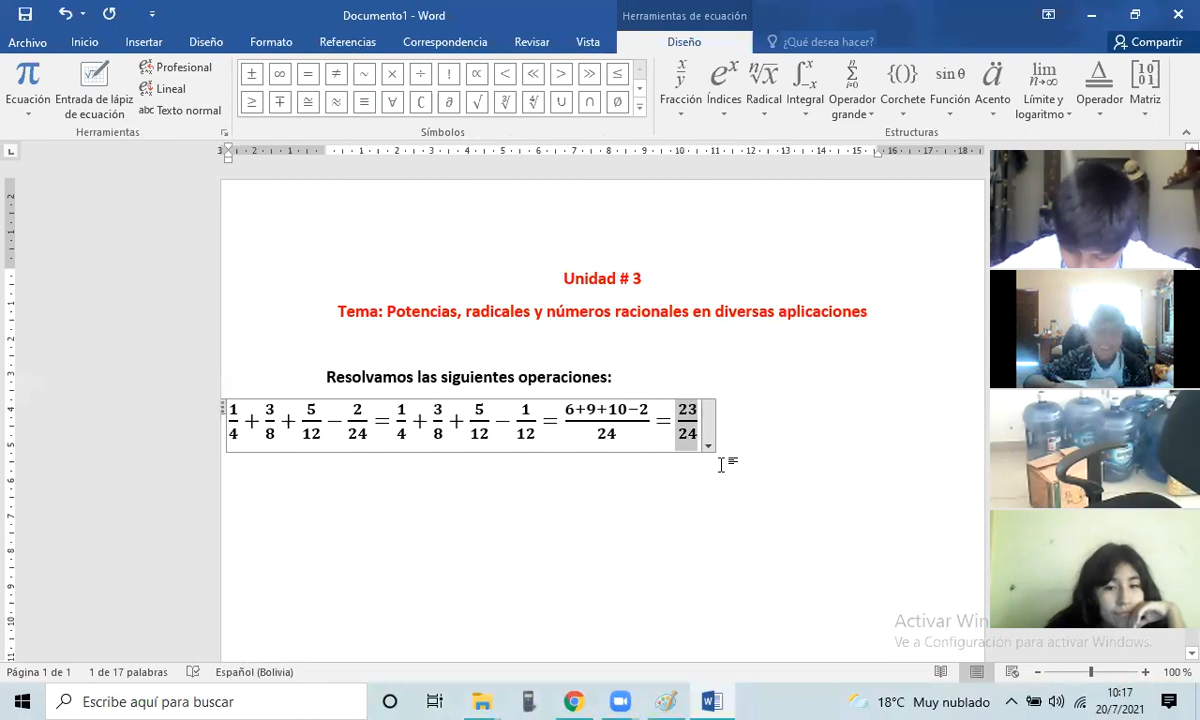 Documento1 - Word
Herramientas de ecuación
Archivo Inicio Insertar Diseño Formato Referencias Correspondencia Revisar Vista Diseño ¿Qué desea hacer? Compartir
π Ecuación
Entrada de lápiz de ecuación
Profesional
Lineal
abc Texto normal
± ∞ = ≠ ~ × ÷ ! ∝ < ≪ > ≫ ≤
≥ ∓ ≅ ≈ ≡ ∀ ∁ ∂ √ ∛ ∜ ∪ ∩ ∅
Fracción Índices Radical Integral Operador grande Corchete Función Acento Límite y logaritmo Operador Matriz
Herramientas Símbolos Estructuras
Unidad # 3
Tema: Potencias, radicales y números racionales en diversas aplicaciones
Resolvamos las siguientes operaciones:
1/4 + 3/8 + 5/12 − 2/24 = 1/4 + 3/8 + 5/12 − 1/12 = (6+9+10−2)/24 = 23/24
Activar Win
Ve a Configuración para activar Windows.
Página 1 de 1 1 de 17 palabras Español (Bolivia) 100 %
Escribe aquí para buscar 18°C Muy nublado 10:17
20/7/2021